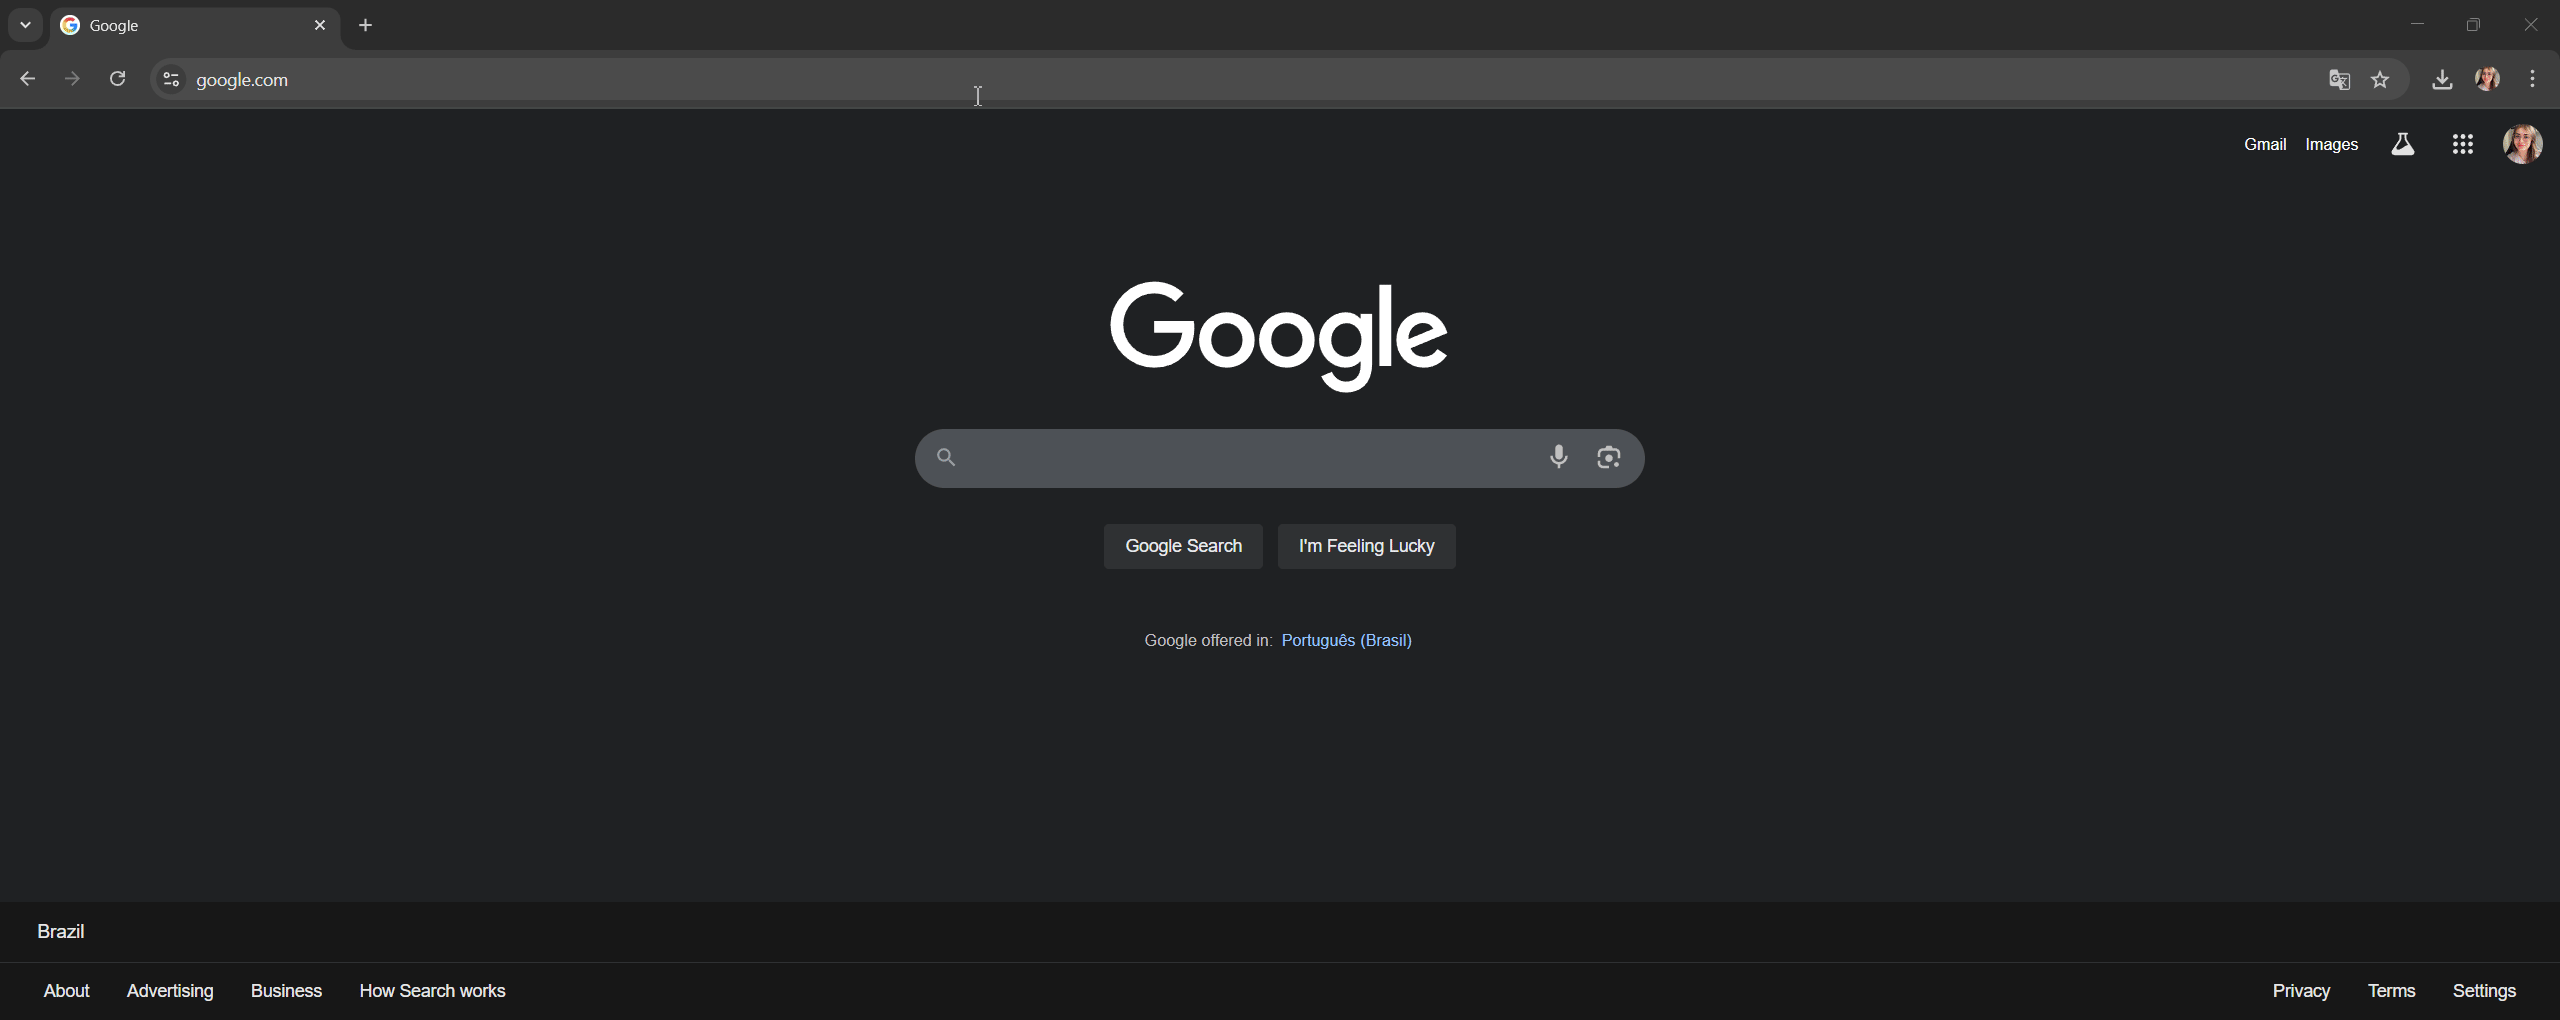 Google
google.com
Gmail Images
Google
Google Search I'm Feeling Lucky
Google offered in: Português (Brasil)
Brazil
About Advertising Business How Search works Privacy Terms Settings